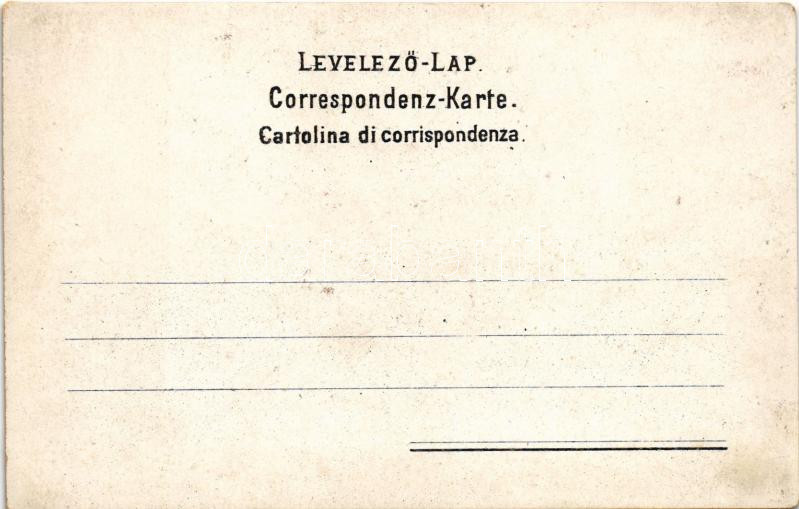 LEVELEZŐ-LAP.
Correspondenz-Karte.
Cartolina di corrispondenza.